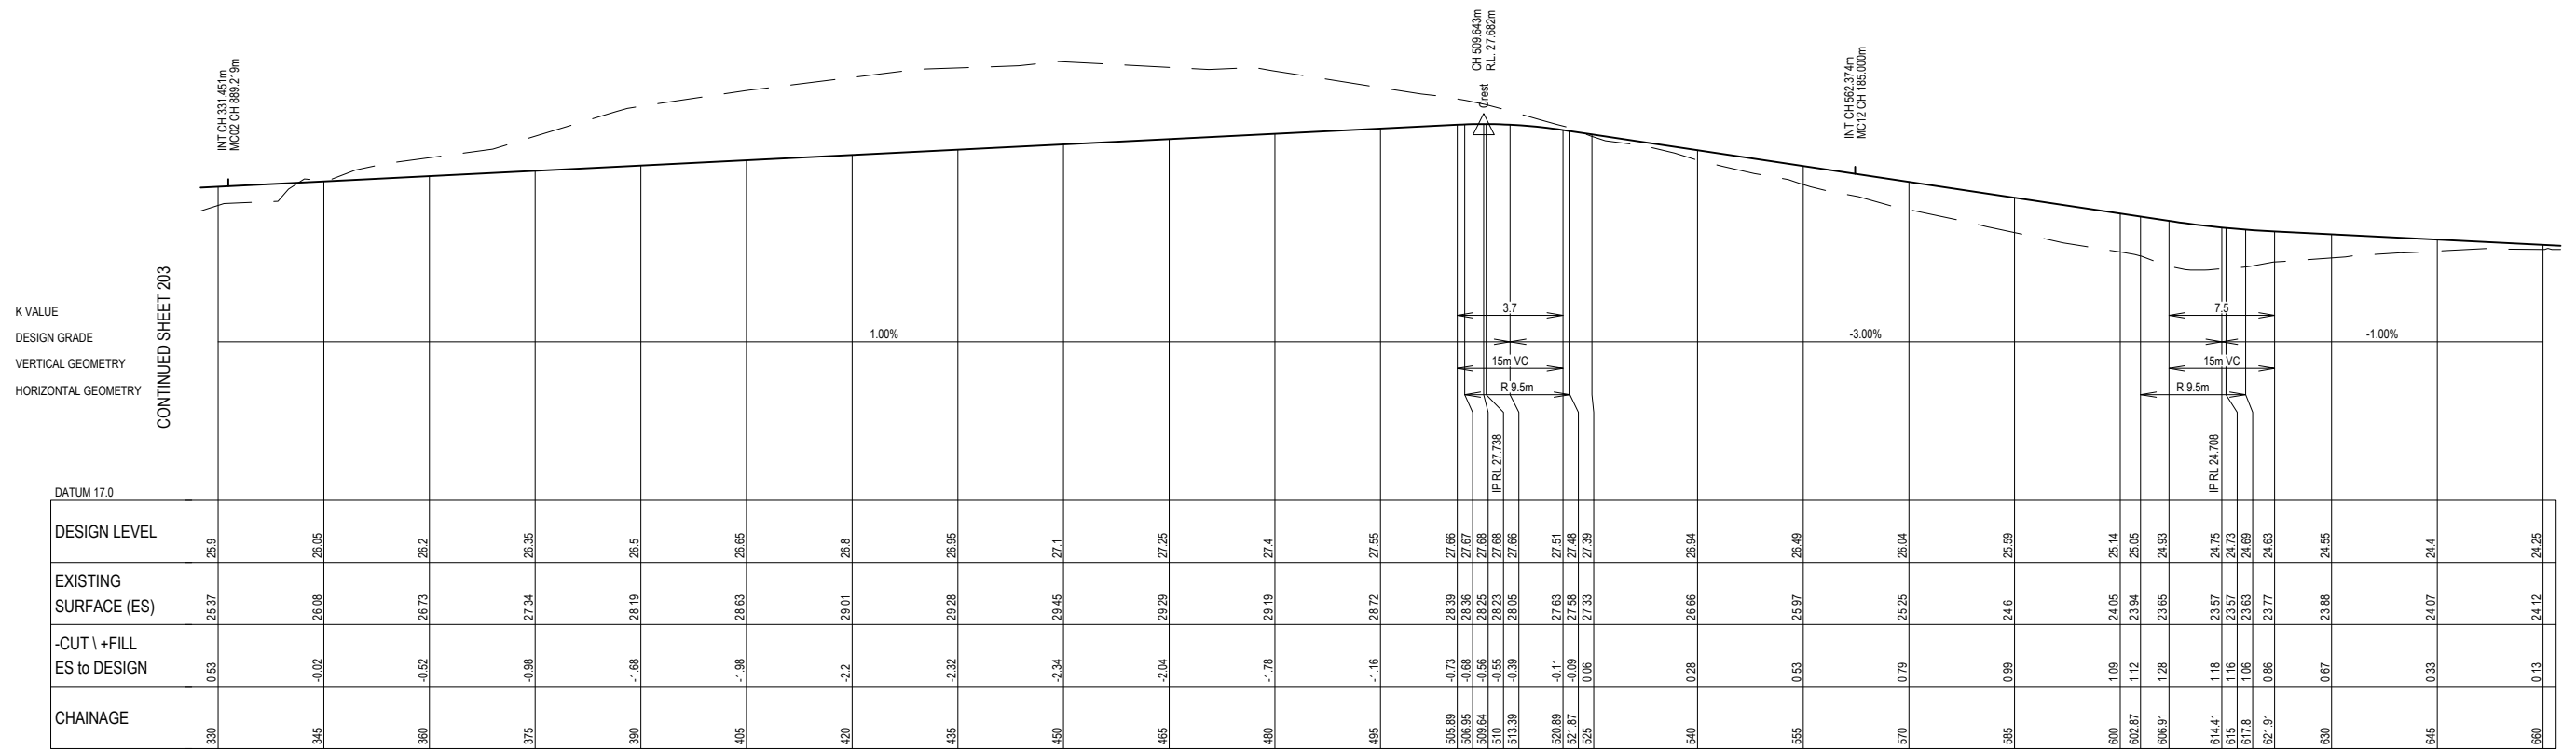 INT CH 331.451m
MC02 CH 889.219m
Crest
CH 509.643m
R.L. 27.682m
INT CH 562.374m
MC12 CH 185.000m
CONTINUED SHEET 203
K VALUE 3.7 7.5
DESIGN GRADE 1.00% -3.00% -1.00%
VERTICAL GEOMETRY 15m VC 15m VC
HORIZONTAL GEOMETRY R 9.5m R 9.5m
IP RL 27.738
IP RL 24.708
DATUM 17.0
DESIGN LEVEL 25.9 26.05 26.2 26.35 26.5 26.65 26.8 26.95 27.1 27.25 27.4 27.55 27.66 27.67 27.68 27.68 27.66 27.51 27.48 27.39 26.94 26.49 26.04 25.59 25.14 25.05 24.93 24.75 24.73 24.69 24.63 24.55 24.4 24.25
EXISTING
SURFACE (ES) 25.37 26.08 26.73 27.34 28.19 28.63 29.01 29.28 29.45 29.29 29.19 28.72 28.39 28.36 28.25 28.23 28.05 27.63 27.58 27.33 26.66 25.97 25.25 24.6 24.05 23.94 23.65 23.57 23.57 23.63 23.77 23.88 24.07 24.12
-CUT \ +FILL
ES to DESIGN 0.53 -0.02 -0.52 -0.98 -1.68 -1.98 -2.2 -2.32 -2.34 -2.04 -1.78 -1.16 -0.73 -0.68 -0.56 -0.55 -0.39 -0.11 -0.09 0.06 0.28 0.53 0.79 0.99 1.09 1.12 1.28 1.18 1.16 1.06 0.86 0.67 0.33 0.13
CHAINAGE 330 345 360 375 390 405 420 435 450 465 480 495 505.89 506.95 509.64 510 513.39 520.89 521.87 525 540 555 570 585 600 602.87 606.91 614.41 615 617.8 621.91 630 645 660